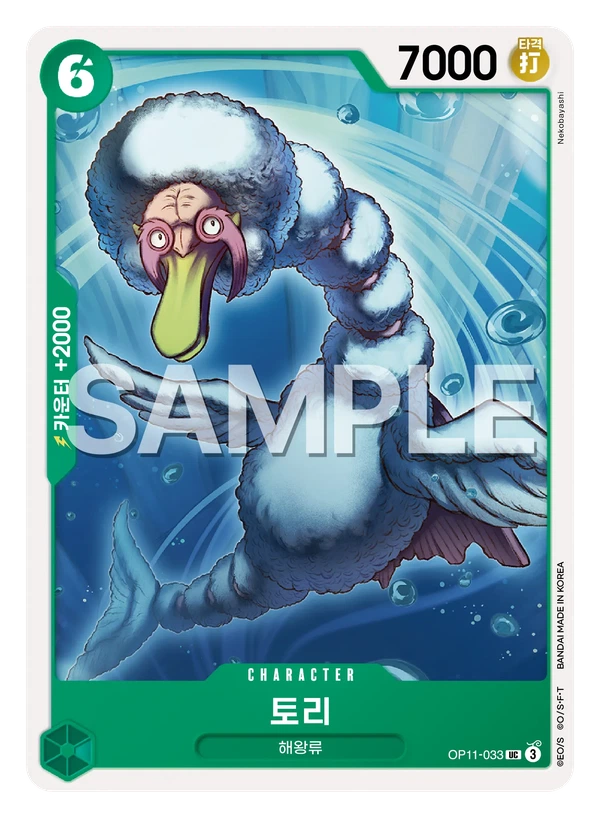 6
7000
타격
打
Nekobayashi
카운터 +2000
SAMPLE
CHARACTER
토리
해왕류
OP11-033 UC 3
©EO/S ©O/S·F·T BANDAI MADE IN KOREA